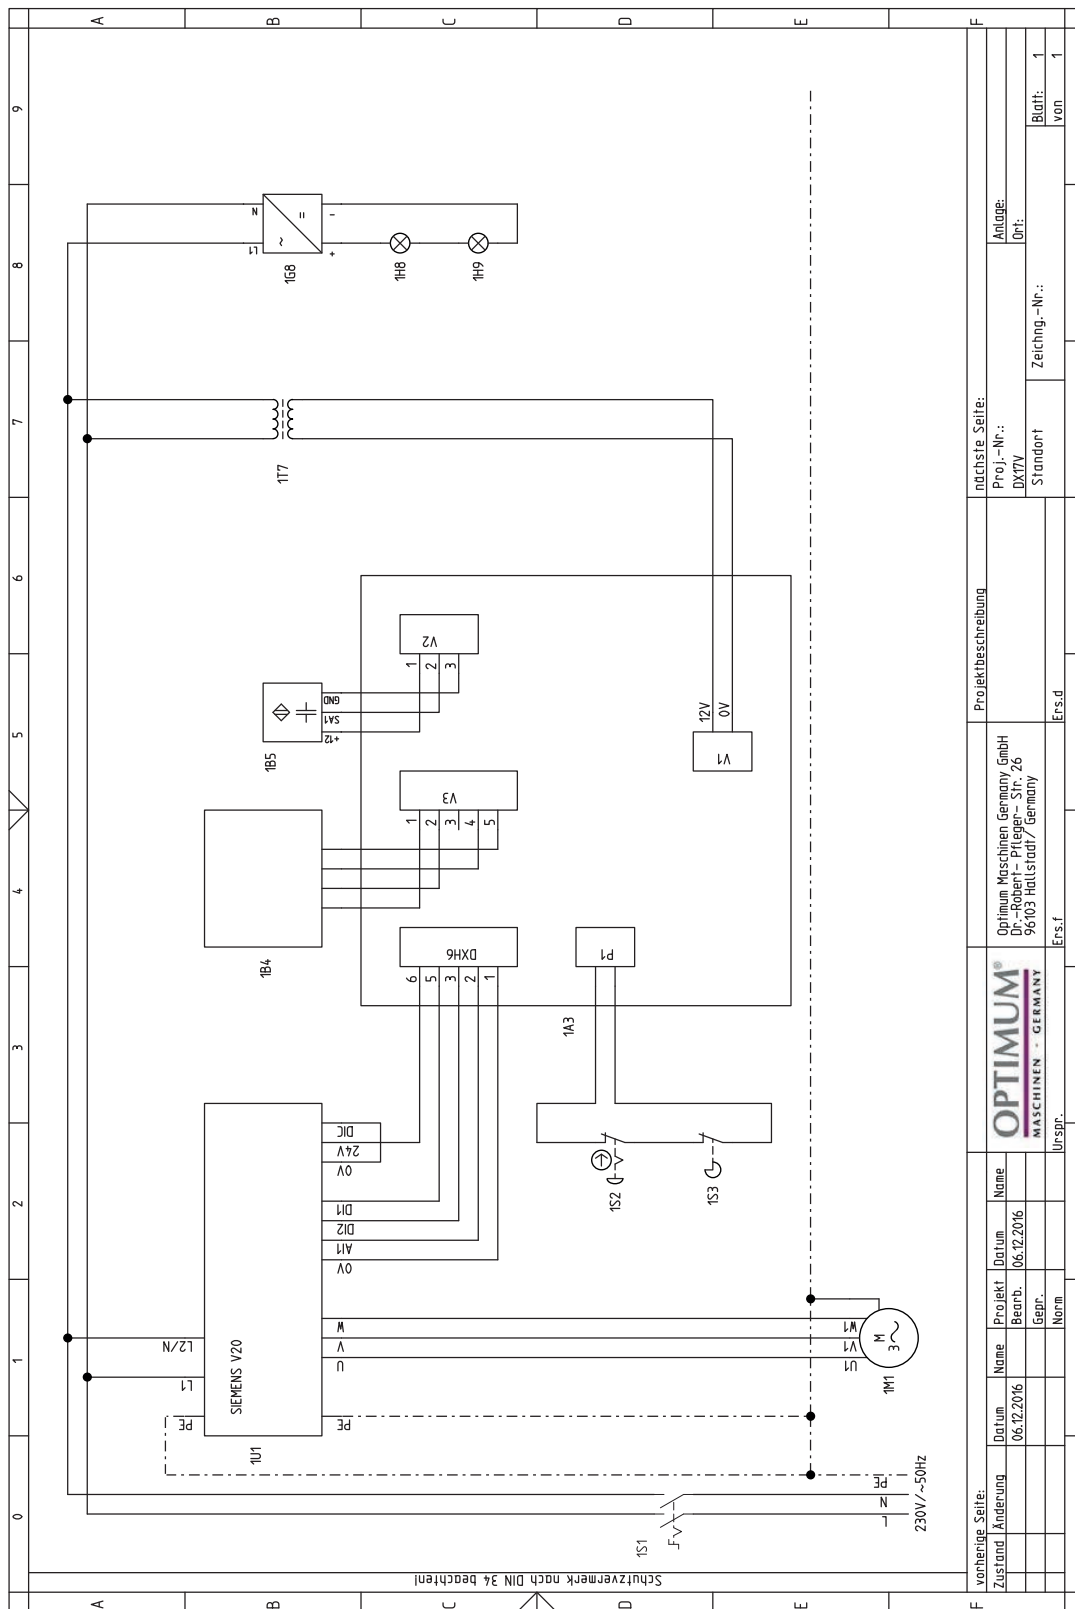 0 1 2 3 4 5 6 7 8 9
A
B
C
D
E
F
A
B
C
D
E
Schutzvermerk nach DIN 34 beachten!
L1
L2/N
PE
SIEMENS V20
1U1
PE
U
V
W
0V
AI1
DI2
DI1
0V
24V
DIC
1B4
1B5
+12
SA1
GND
1T7
1G8
L1
N
~
=
+
-
1H8
1H9
DXH6
6
5
3
2
1
V3
1
2
3
4
5
V2
1
2
3
1A3
P1
V1
12V
0V
1S2
1S3
1S1
L
N
PE
230V/~50Hz
U1
V1
W1
M
3~
1M1
vorherige Seite:
Zustand Änderung Datum Name
06.12.2016
Projekt Datum Name
Bearb. 06.12.2016
Gepr.
Norm
OPTIMUM®
MASCHINEN - GERMANY
Urspr.
Optimum Maschinen Germany GmbH
Dr.-Robert- Pfleger- Str. 26
96103 Hallstadt/ Germany
Ers.f
Projektbeschreibung
Ers.d
nächste Seite:
Proj.-Nr.:
DX17V
Standort
Zeichng.-Nr.:
Anlage:
Ort:
Blatt: 1
von 1